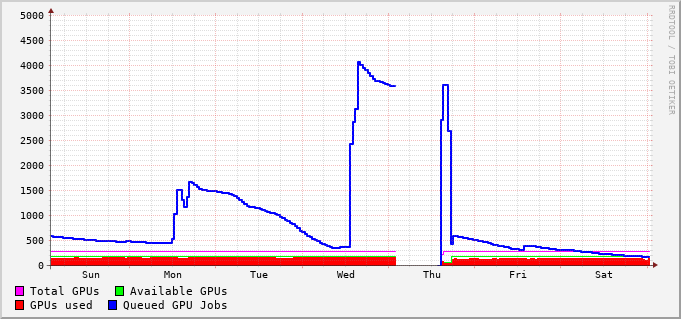 RRDTOOL / TOBI OETIKER
5000
4500
4000
3500
3000
2500
2000
1500
1000
500
0
Sun Mon Tue Wed Thu Fri Sat
Total GPUs Available GPUs
GPUs used Queued GPU Jobs